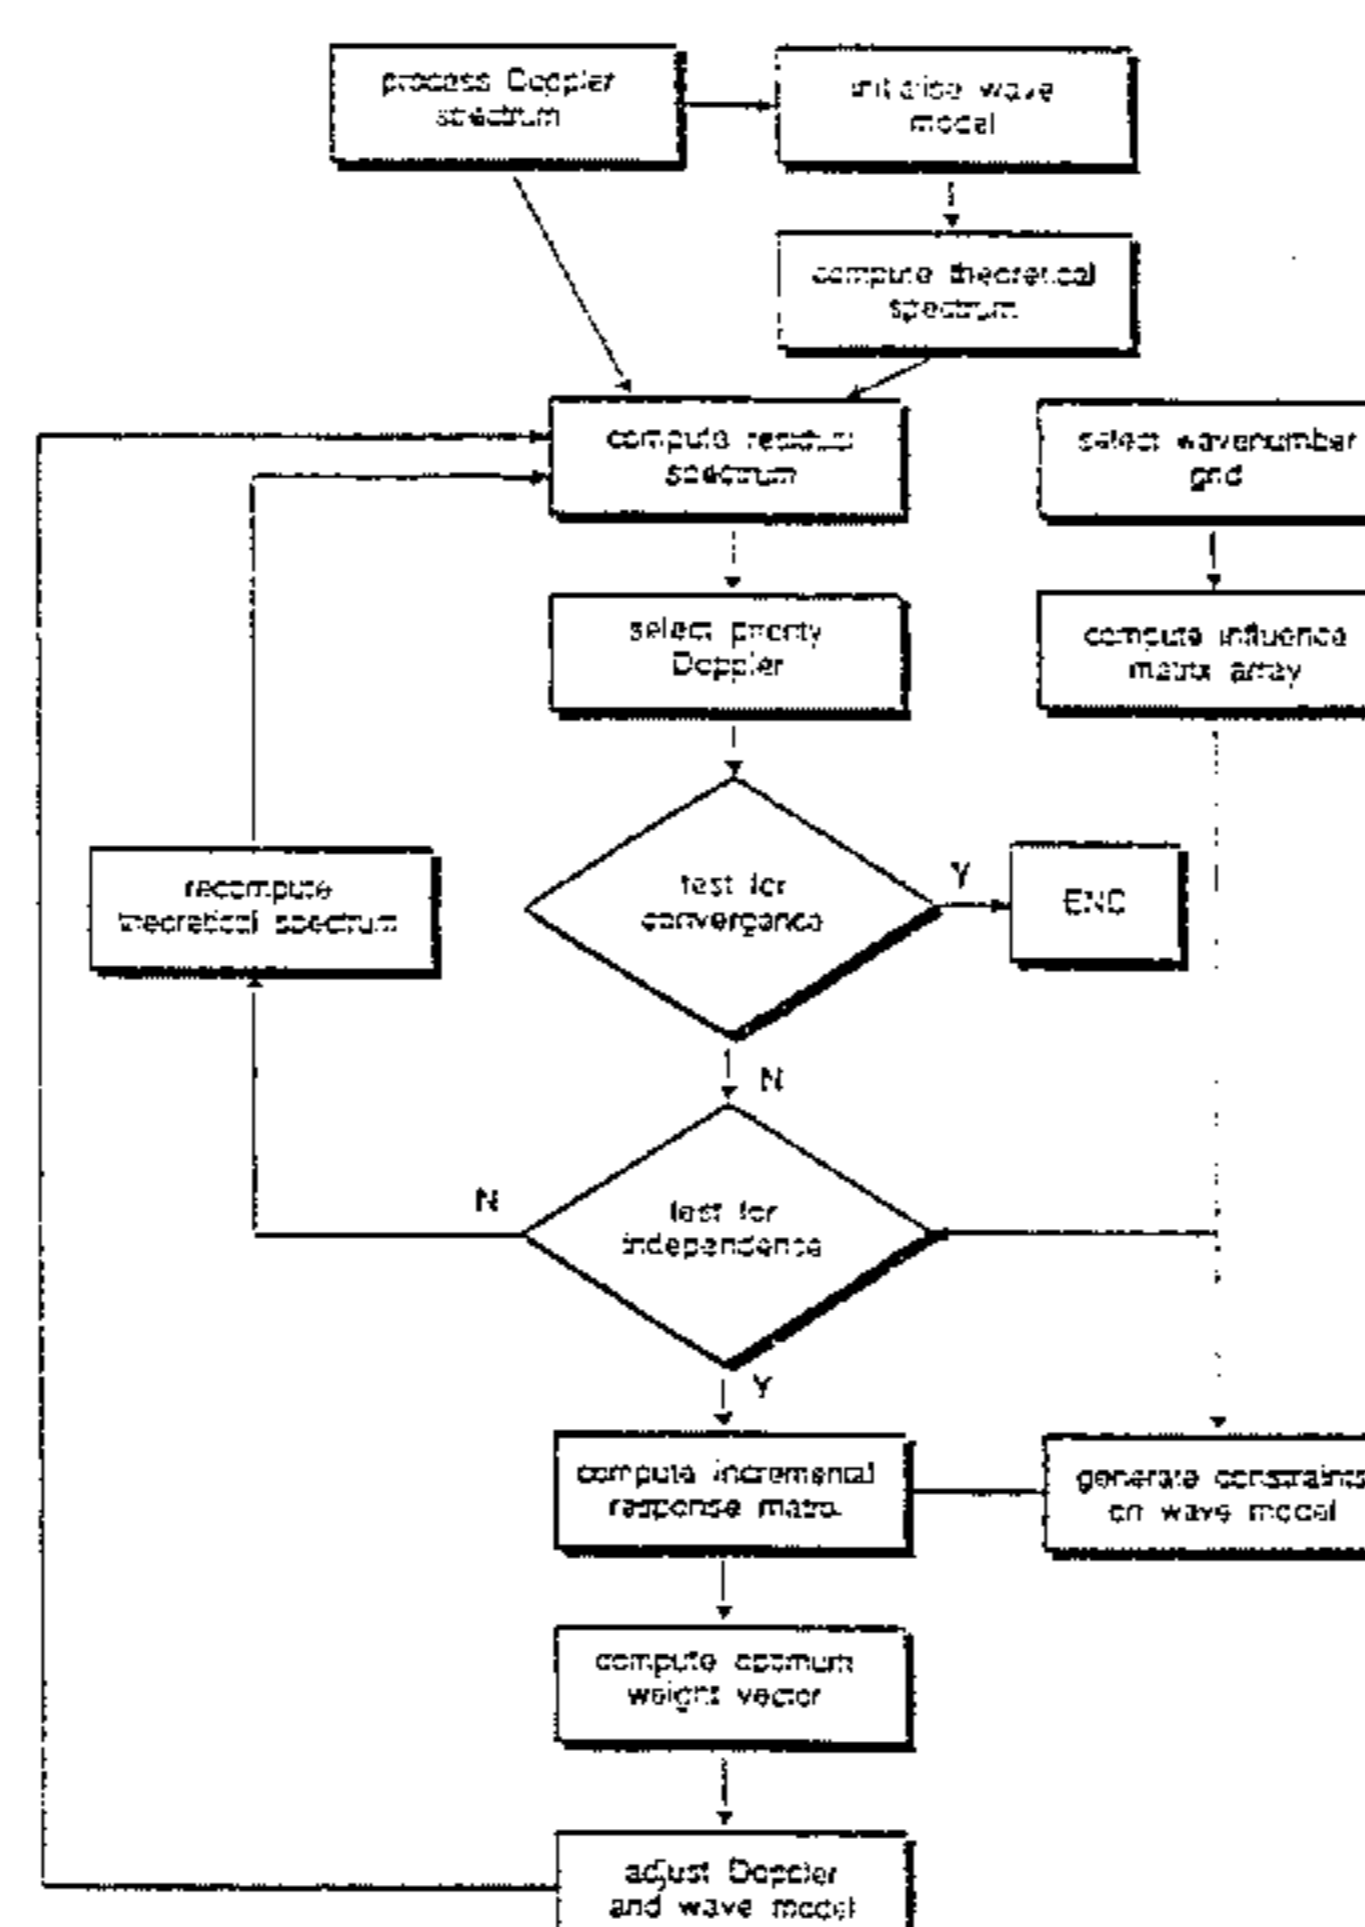 process Doppler
spectrum
initialise wave
model
compute theoretical
spectrum
compute residual
spectrum
select wavenumber
grid
select priority
Doppler
compute influence
matrix array
test for
convergence
Y
END
recompute
theoretical spectrum
N
test for
independence
N
Y
compute incremental
response matrix
generate constraints
on wave model
compute optimum
weight vector
adjust Doppler
and wave model